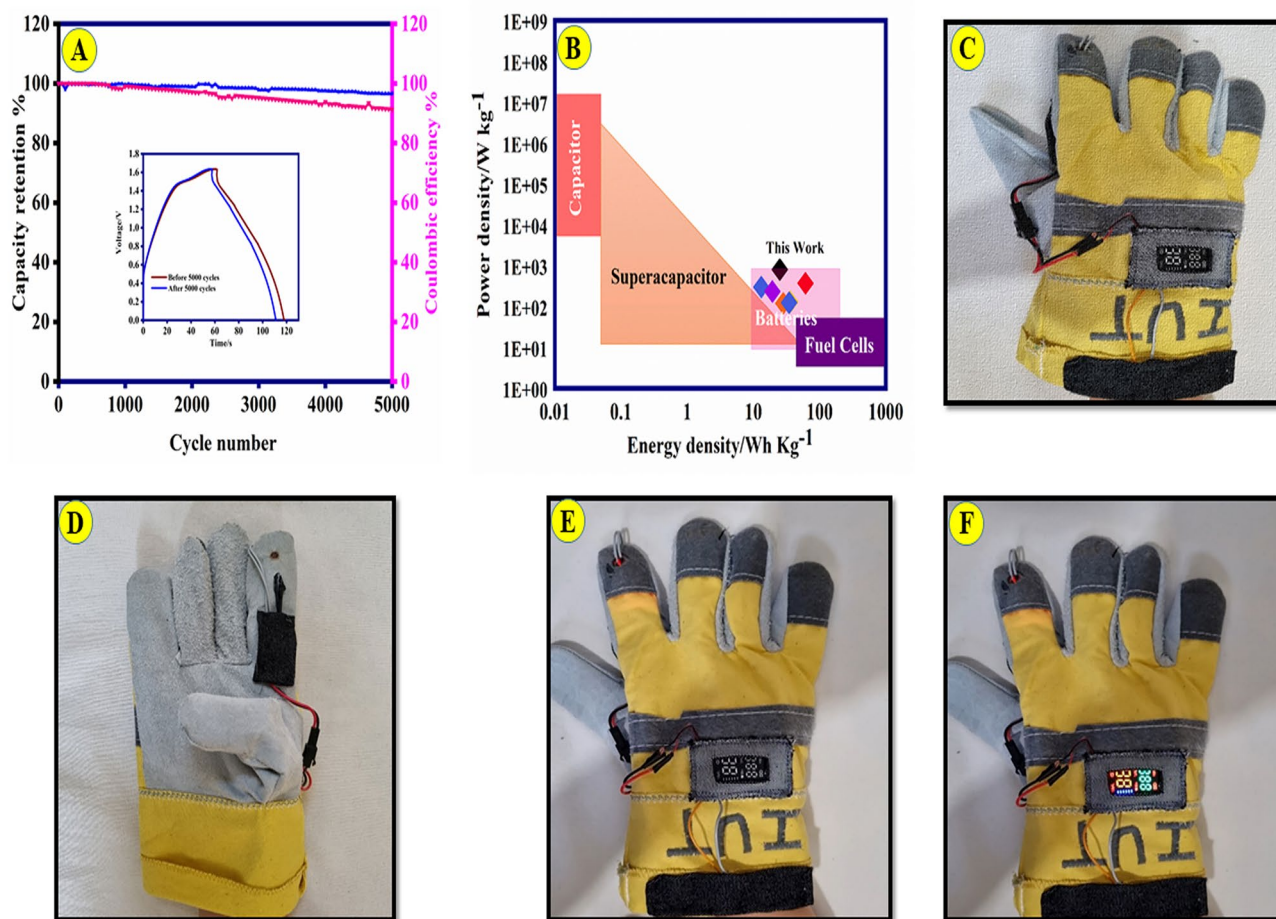 A
Capacity retention %
120
100
80
60
40
20
0
0 1000 2000 3000 4000 5000
Cycle number
120
100
80
60
40
20
0
Coulombic efficiency %
1.8
1.6
1.4
1.2
1.0
0.8
0.6
0.4
0.2
0.0
Voltage/V
Before 5000 cycles
After 5000 cycles
0 20 40 60 80 100 120
Time/s
B
Power density/W kg-1
1E+09
1E+08
1E+07
1E+06
1E+05
1E+04
1E+03
1E+02
1E+01
1E+00
Capacitor
Superacapacitor
This Work
Batteries
Fuel Cells
0.01 0.1 1 10 100 1000
Energy density/Wh Kg-1
C
HUT
D
E
HUT
F
HUT